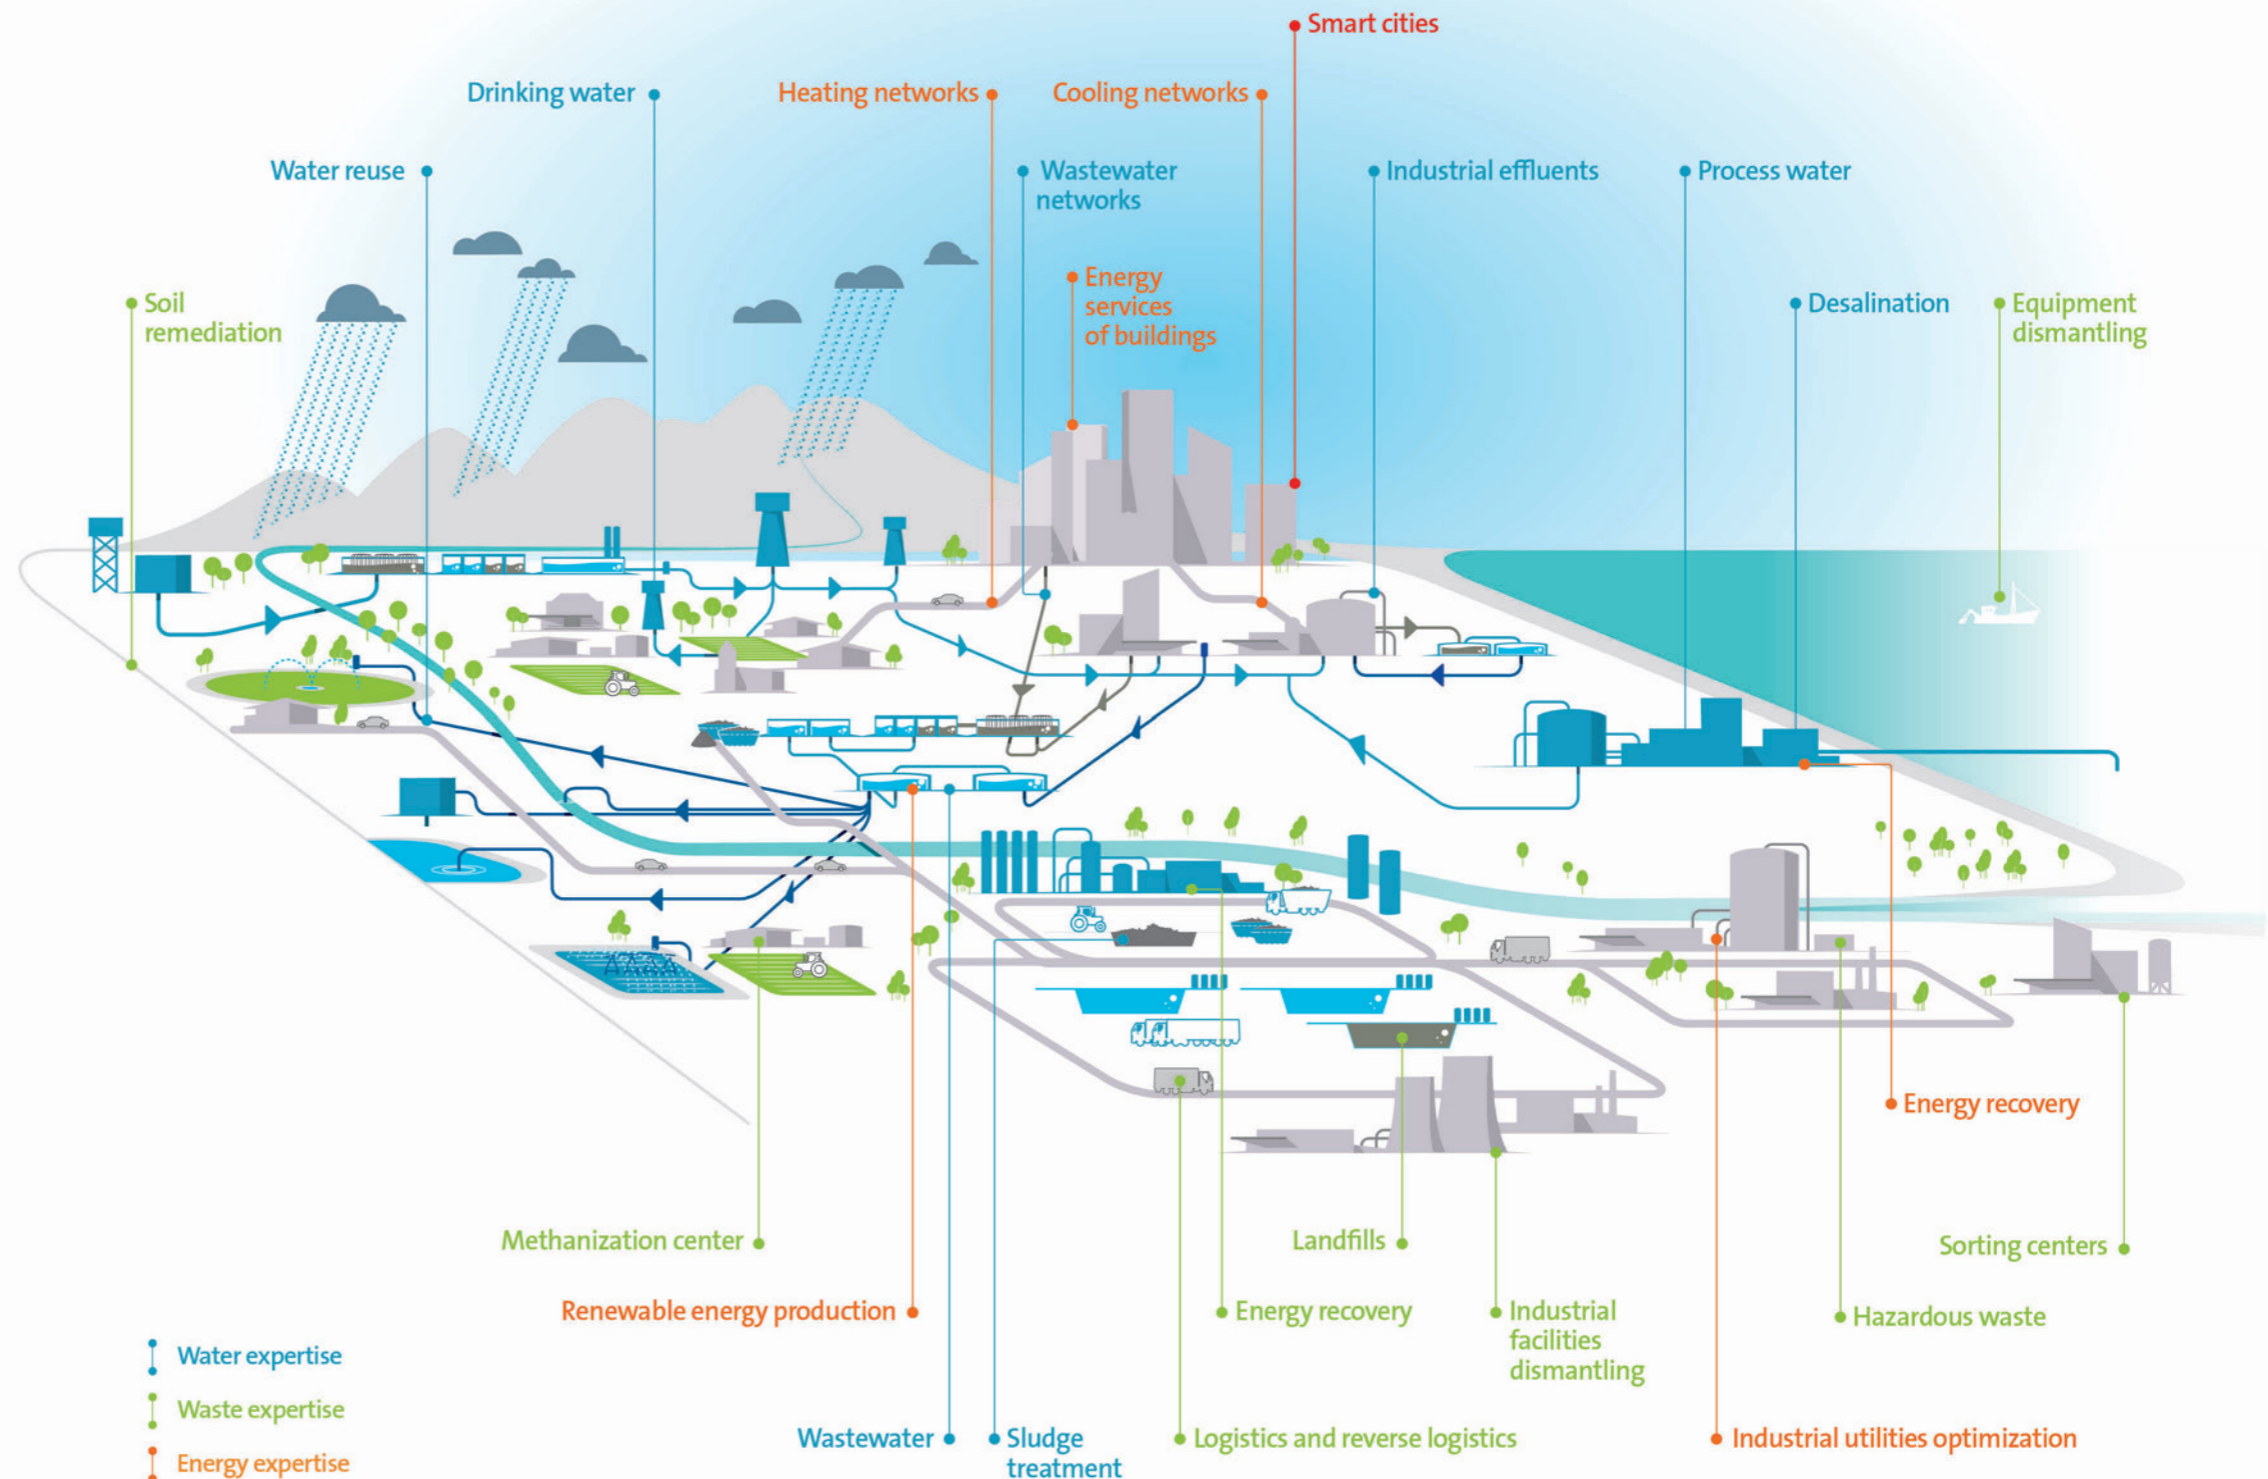 Smart cities
Drinking water
Heating networks
Cooling networks
Water reuse
Wastewater
networks
Industrial effluents
Process water
Energy
services
of buildings
Soil
remediation
Desalination
Equipment
dismantling
Energy recovery
Methanization center
Landfills
Sorting centers
Renewable energy production
Energy recovery
Industrial
facilities
dismantling
Hazardous waste
Water expertise
Waste expertise
Energy expertise
Wastewater
Sludge
treatment
Logistics and reverse logistics
Industrial utilities optimization